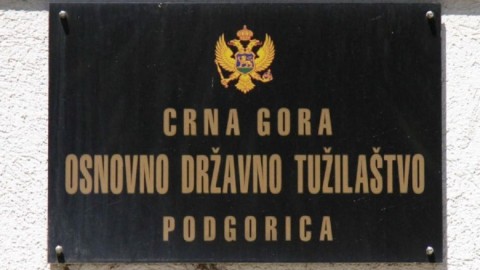 CRNA GORA
OSNOVNO DRŽAVNO TUŽILAŠTVO
PODGORICA